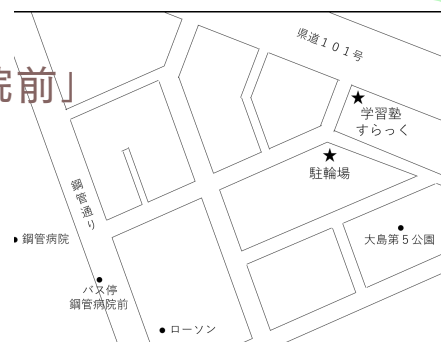 県道１０１号
院前」
学習塾
すらっく
駐輪場
鋼管通り
鋼管病院
大島第５公園
バス停
鋼管病院前
ローソン